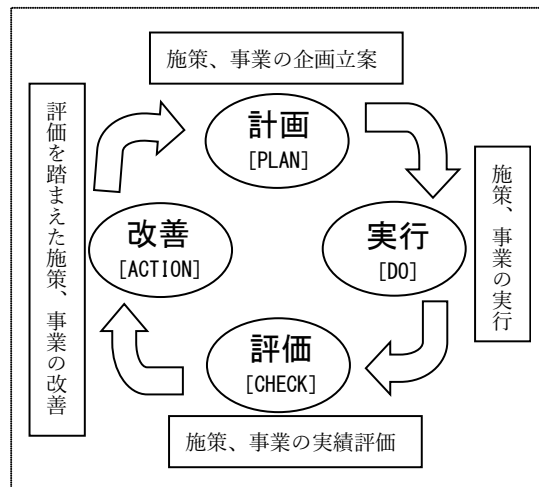 施策、事業の企画立案
計画
[PLAN]
評価を踏まえた施策、事業の改善
改善
[ACTION]
実行
[DO]
施策、事業の実行
評価
[CHECK]
施策、事業の実績評価